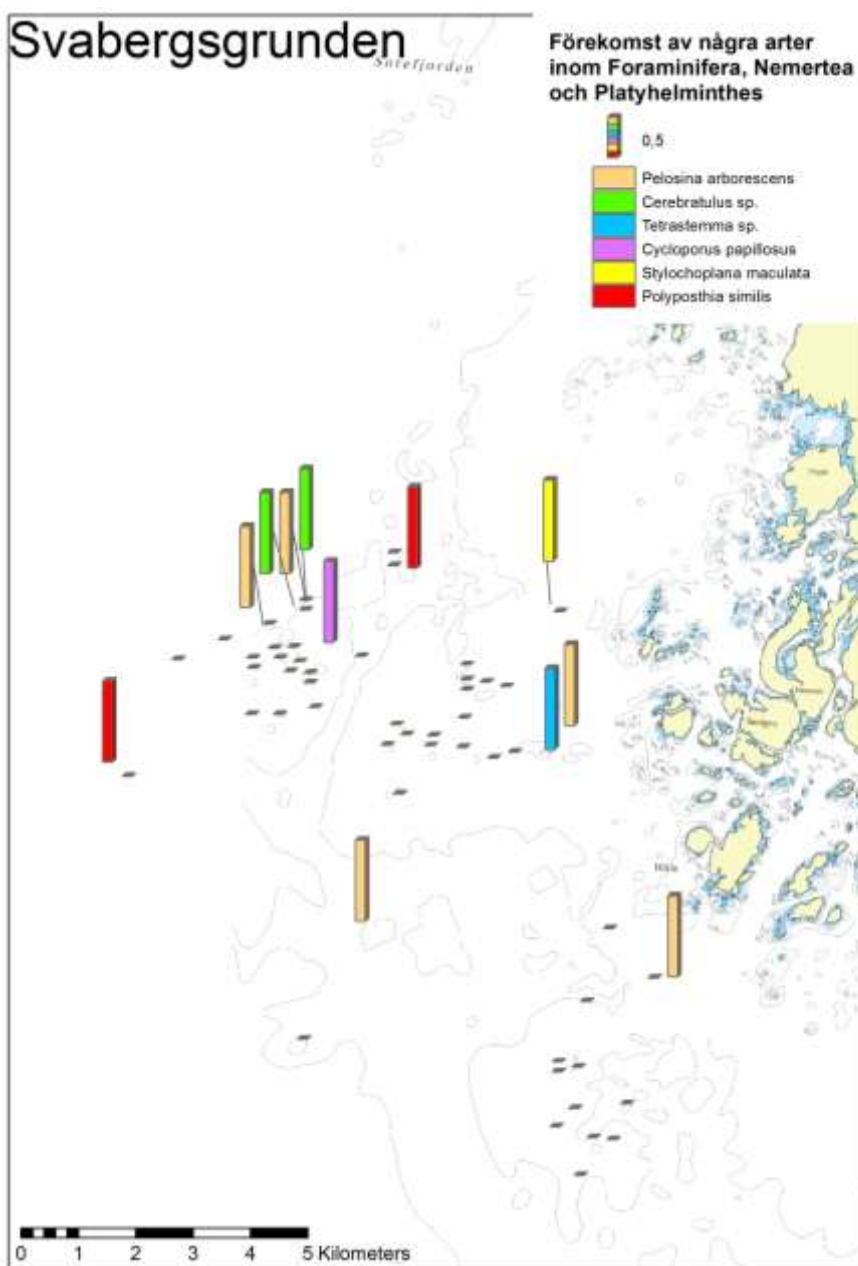 Svabergsgrunden
Sotefjorden
Förekomst av några arter
inom Foraminifera, Nemertea
och Platyhelminthes
0,5
Pelosina arborescens
Cerebratulus sp.
Tetrastemma sp.
Cycloporus papillosus
Stylochoplana maculata
Polyposthia similis
0 1 2 3 4 5 Kilometers